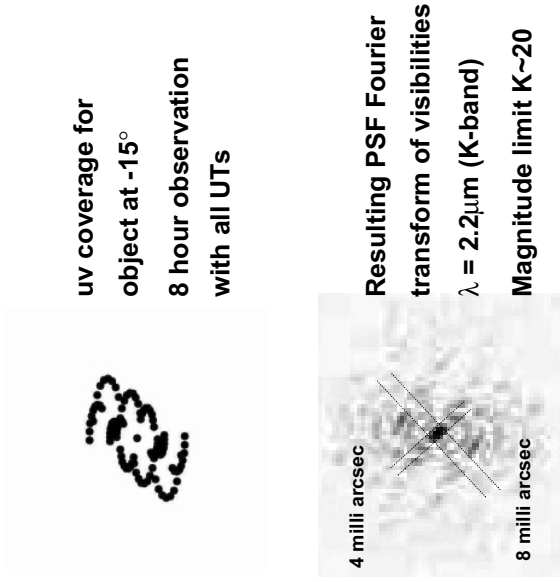 uv coverage for
object at -15°
8 hour observation
with all UTs
Resulting PSF Fourier
transform of visibilities
λ = 2.2μm (K-band)
Magnitude limit K~20
4 milli arcsec
8 milli arcsec